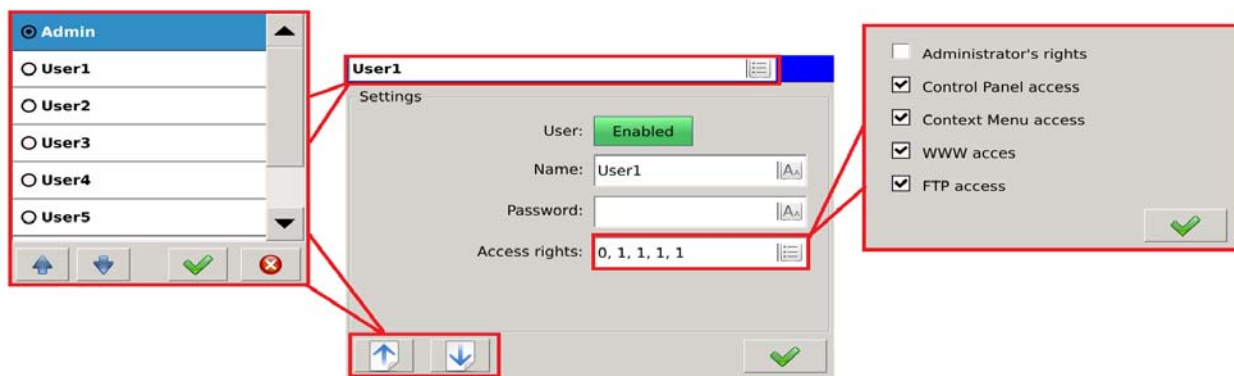 Admin
User1
User2
User3
User4
User5
User1
Settings
User: Enabled
Name: User1
Password:
Access rights: 0, 1, 1, 1, 1
Administrator's rights
Control Panel access
Context Menu access
WWW acces
FTP access